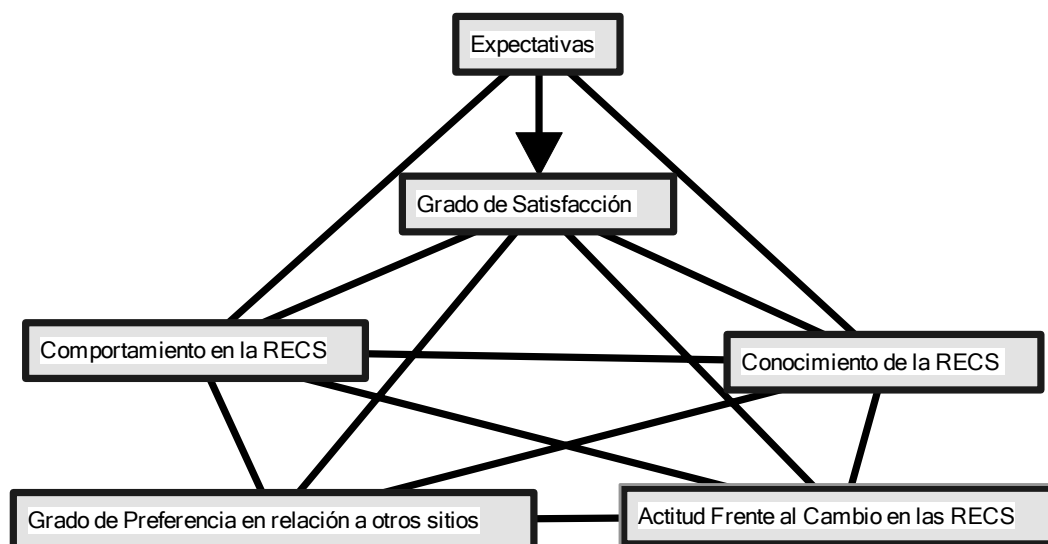 Expectativas
Grado de Satisfacción
Comportamiento en la RECS
Conocimiento de la RECS
Grado de Preferencia en relación a otros sitios
Actitud Frente al Cambio en las RECS